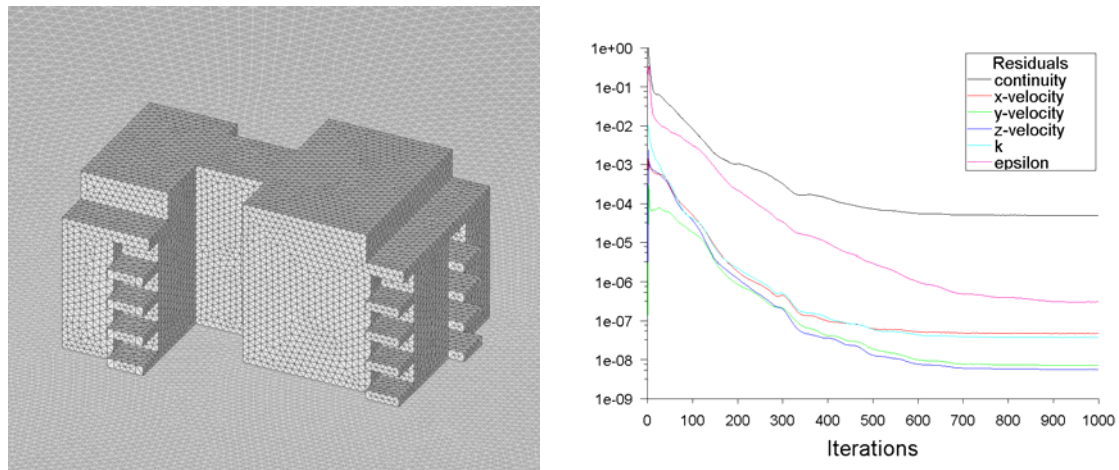 Residuals
continuity
x-velocity
y-velocity
z-velocity
k
epsilon
1e+00
1e-01
1e-02
1e-03
1e-04
1e-05
1e-06
1e-07
1e-08
1e-09
0 100 200 300 400 500 600 700 800 900 1000
Iterations